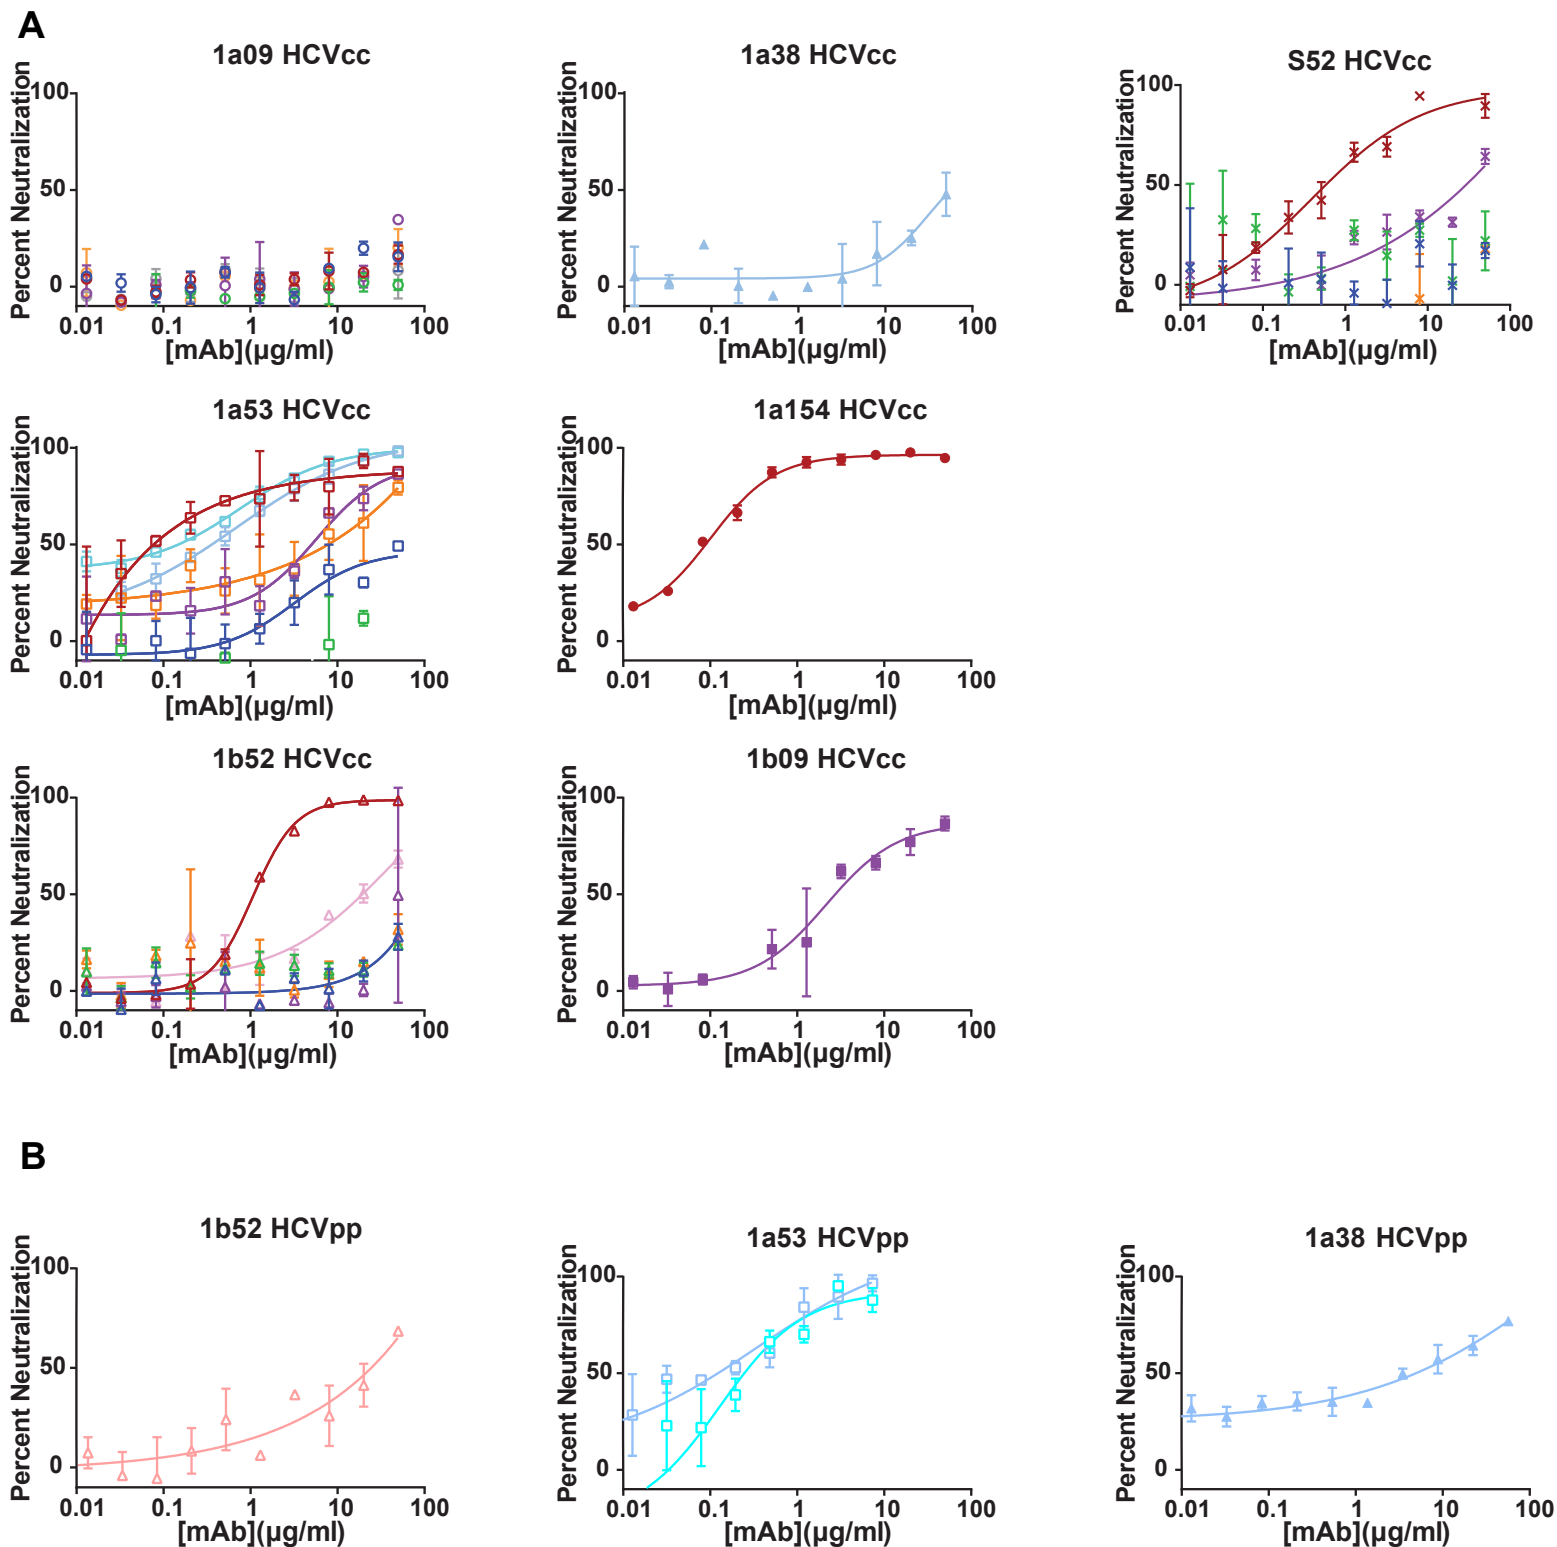 A
1a09 HCVcc
Percent Neutralization
100
50
0
0.01 0.1 1 10 100
[mAb](µg/ml)
1a38 HCVcc
Percent Neutralization
100
50
0
0.01 0.1 1 10 100
[mAb](µg/ml)
S52 HCVcc
Percent Neutralization
100
50
0
0.01 0.1 1 10 100
[mAb](µg/ml)
1a53 HCVcc
Percent Neutralization
100
50
0
0.01 0.1 1 10 100
[mAb](µg/ml)
1a154 HCVcc
Percent Neutralization
100
50
0
0.01 0.1 1 10 100
[mAb](µg/ml)
1b52 HCVcc
Percent Neutralization
100
50
0
0.01 0.1 1 10 100
[mAb](µg/ml)
1b09 HCVcc
Percent Neutralization
100
50
0
0.01 0.1 1 10 100
[mAb](µg/ml)
B
1b52 HCVpp
Percent Neutralization
100
50
0
0.01 0.1 1 10 100
[mAb](µg/ml)
1a53 HCVpp
Percent Neutralization
100
50
0
0.01 0.1 1 10 100
[mAb](µg/ml)
1a38 HCVpp
Percent Neutralization
100
50
0
0.01 0.1 1 10 100
[mAb](µg/ml)